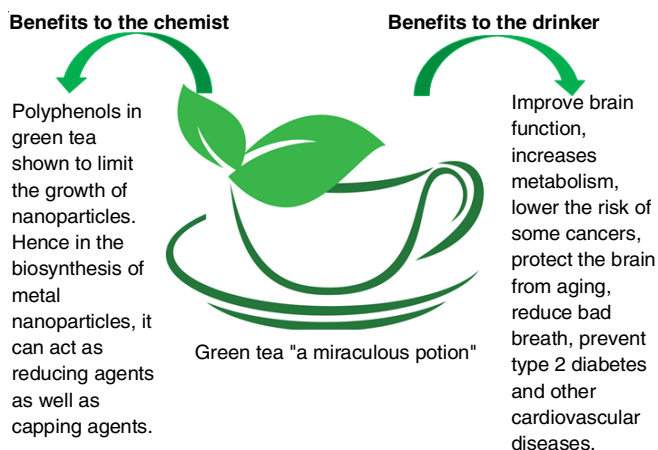 Benefits to the chemist
Benefits to the drinker
Polyphenols in
green tea
shown to limit
the growth of
nanoparticles.
Hence in the
biosynthesis of
metal
nanoparticles, it
can act as
reducing agents
as well as
capping agents.
Improve brain
function,
increases
metabolism,
lower the risk of
some cancers,
protect the brain
from aging,
reduce bad
breath, prevent
type 2 diabetes
and other
cardiovascular
diseases.
Green tea "a miraculous potion"